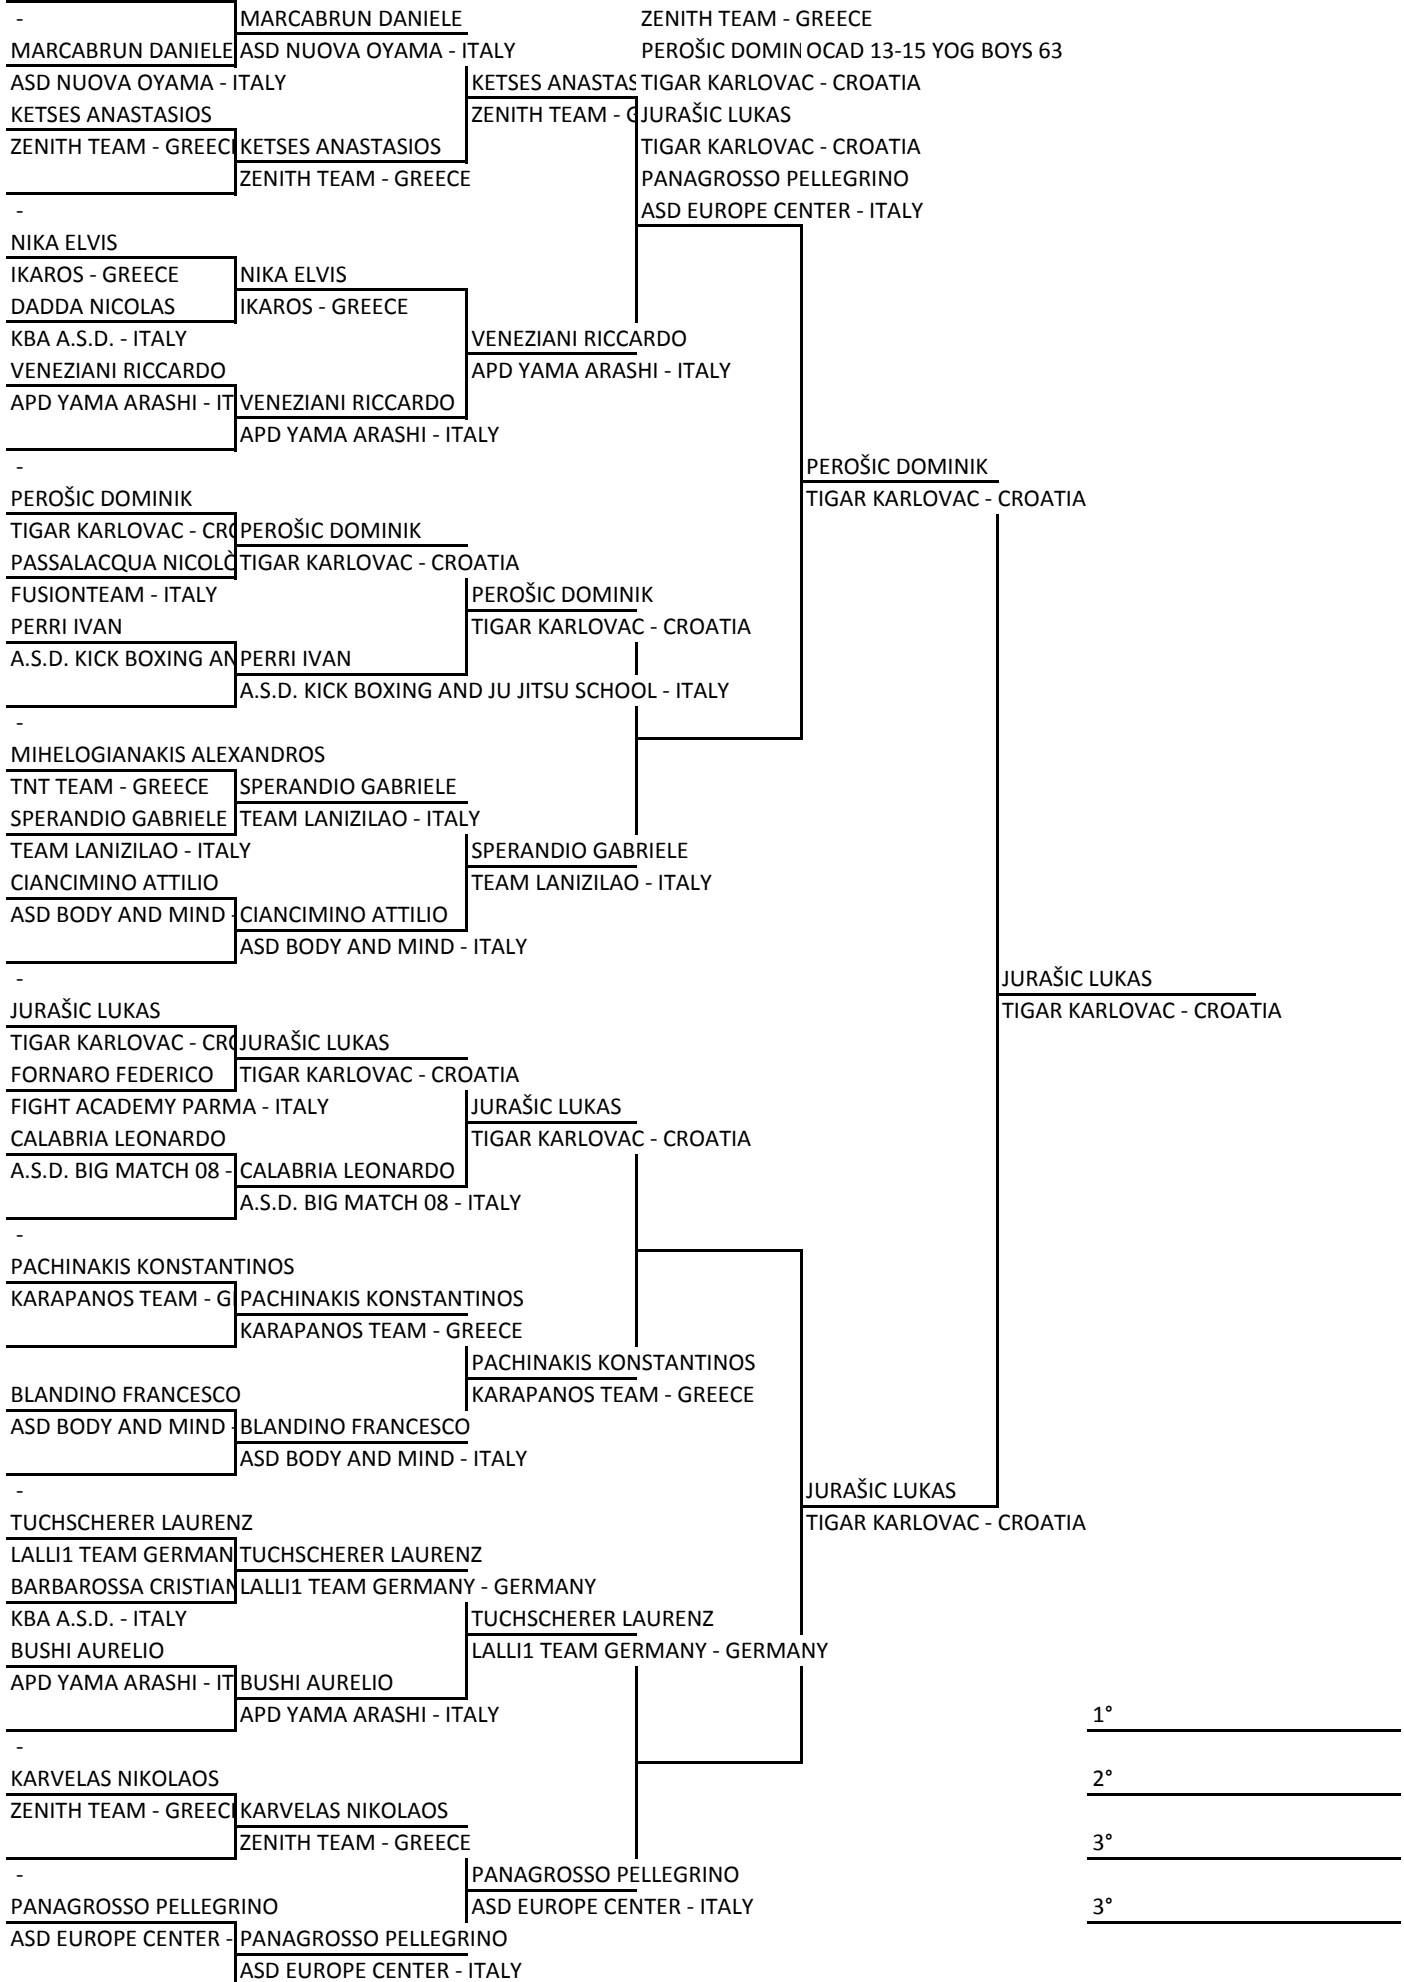 -
MARCABRUN DANIELE
ASD NUOVA OYAMA - ITALY
KETSES ANASTASIOS
ZENITH TEAM - GREECE
-
NIKA ELVIS
IKAROS - GREECE
DADDA NICOLAS
KBA A.S.D. - ITALY
VENEZIANI RICCARDO
APD YAMA ARASHI - IT
-
PEROŠIC DOMINIK
TIGAR KARLOVAC - CRO
PASSALACQUA NICOLÒ
FUSIONTEAM - ITALY
PERRI IVAN
A.S.D. KICK BOXING AN
-
MIHELOGIANAKIS ALEXANDROS
TNT TEAM - GREECE
SPERANDIO GABRIELE
TEAM LANIZILAO - ITALY
CIANCIMINO ATTILIO
ASD BODY AND MIND -
-
JURAŠIC LUKAS
TIGAR KARLOVAC - CRO
FORNARO FEDERICO
FIGHT ACADEMY PARMA - ITALY
CALABRIA LEONARDO
A.S.D. BIG MATCH 08 -
-
PACHINAKIS KONSTANTINOS
KARAPANOS TEAM - G
BLANDINO FRANCESCO
ASD BODY AND MIND -
-
TUCHSCHERER LAURENZ
LALLI1 TEAM GERMAN
BARBAROSSA CRISTIAN
KBA A.S.D. - ITALY
BUSHI AURELIO
APD YAMA ARASHI - IT
-
KARVELAS NIKOLAOS
ZENITH TEAM - GREECE
-
PANAGROSSO PELLEGRINO
ASD EUROPE CENTER -
MARCABRUN DANIELE
ASD NUOVA OYAMA - ITALY
KETSES ANASTASIOS
ZENITH TEAM - GREECE
NIKA ELVIS
IKAROS - GREECE
VENEZIANI RICCARDO
APD YAMA ARASHI - ITALY
PEROŠIC DOMINIK
TIGAR KARLOVAC - CROATIA
PERRI IVAN
A.S.D. KICK BOXING AND JU JITSU SCHOOL - ITALY
SPERANDIO GABRIELE
TEAM LANIZILAO - ITALY
CIANCIMINO ATTILIO
ASD BODY AND MIND - ITALY
JURAŠIC LUKAS
TIGAR KARLOVAC - CROATIA
CALABRIA LEONARDO
A.S.D. BIG MATCH 08 - ITALY
PACHINAKIS KONSTANTINOS
KARAPANOS TEAM - GREECE
BLANDINO FRANCESCO
ASD BODY AND MIND - ITALY
TUCHSCHERER LAURENZ
LALLI1 TEAM GERMANY - GERMANY
BUSHI AURELIO
APD YAMA ARASHI - ITALY
KARVELAS NIKOLAOS
ZENITH TEAM - GREECE
PANAGROSSO PELLEGRINO
ASD EUROPE CENTER - ITALY
KETSES ANASTAS
ZENITH TEAM - G
VENEZIANI RICCARDO
APD YAMA ARASHI - ITALY
PEROŠIC DOMINIK
TIGAR KARLOVAC - CROATIA
SPERANDIO GABRIELE
TEAM LANIZILAO - ITALY
JURAŠIC LUKAS
TIGAR KARLOVAC - CROATIA
PACHINAKIS KONSTANTINOS
KARAPANOS TEAM - GREECE
TUCHSCHERER LAURENZ
LALLI1 TEAM GERMANY - GERMANY
PANAGROSSO PELLEGRINO
ASD EUROPE CENTER - ITALY
ZENITH TEAM - GREECE
PEROŠIC DOMIN
TIGAR KARLOVAC - CROATIA
JURAŠIC LUKAS
TIGAR KARLOVAC - CROATIA
PANAGROSSO PELLEGRINO
ASD EUROPE CENTER - ITALY
OCAD 13-15 YOG BOYS 63
PEROŠIC DOMINIK
TIGAR KARLOVAC - CROATIA
JURAŠIC LUKAS
TIGAR KARLOVAC - CROATIA
JURAŠIC LUKAS
TIGAR KARLOVAC - CROATIA
1°
2°
3°
3°